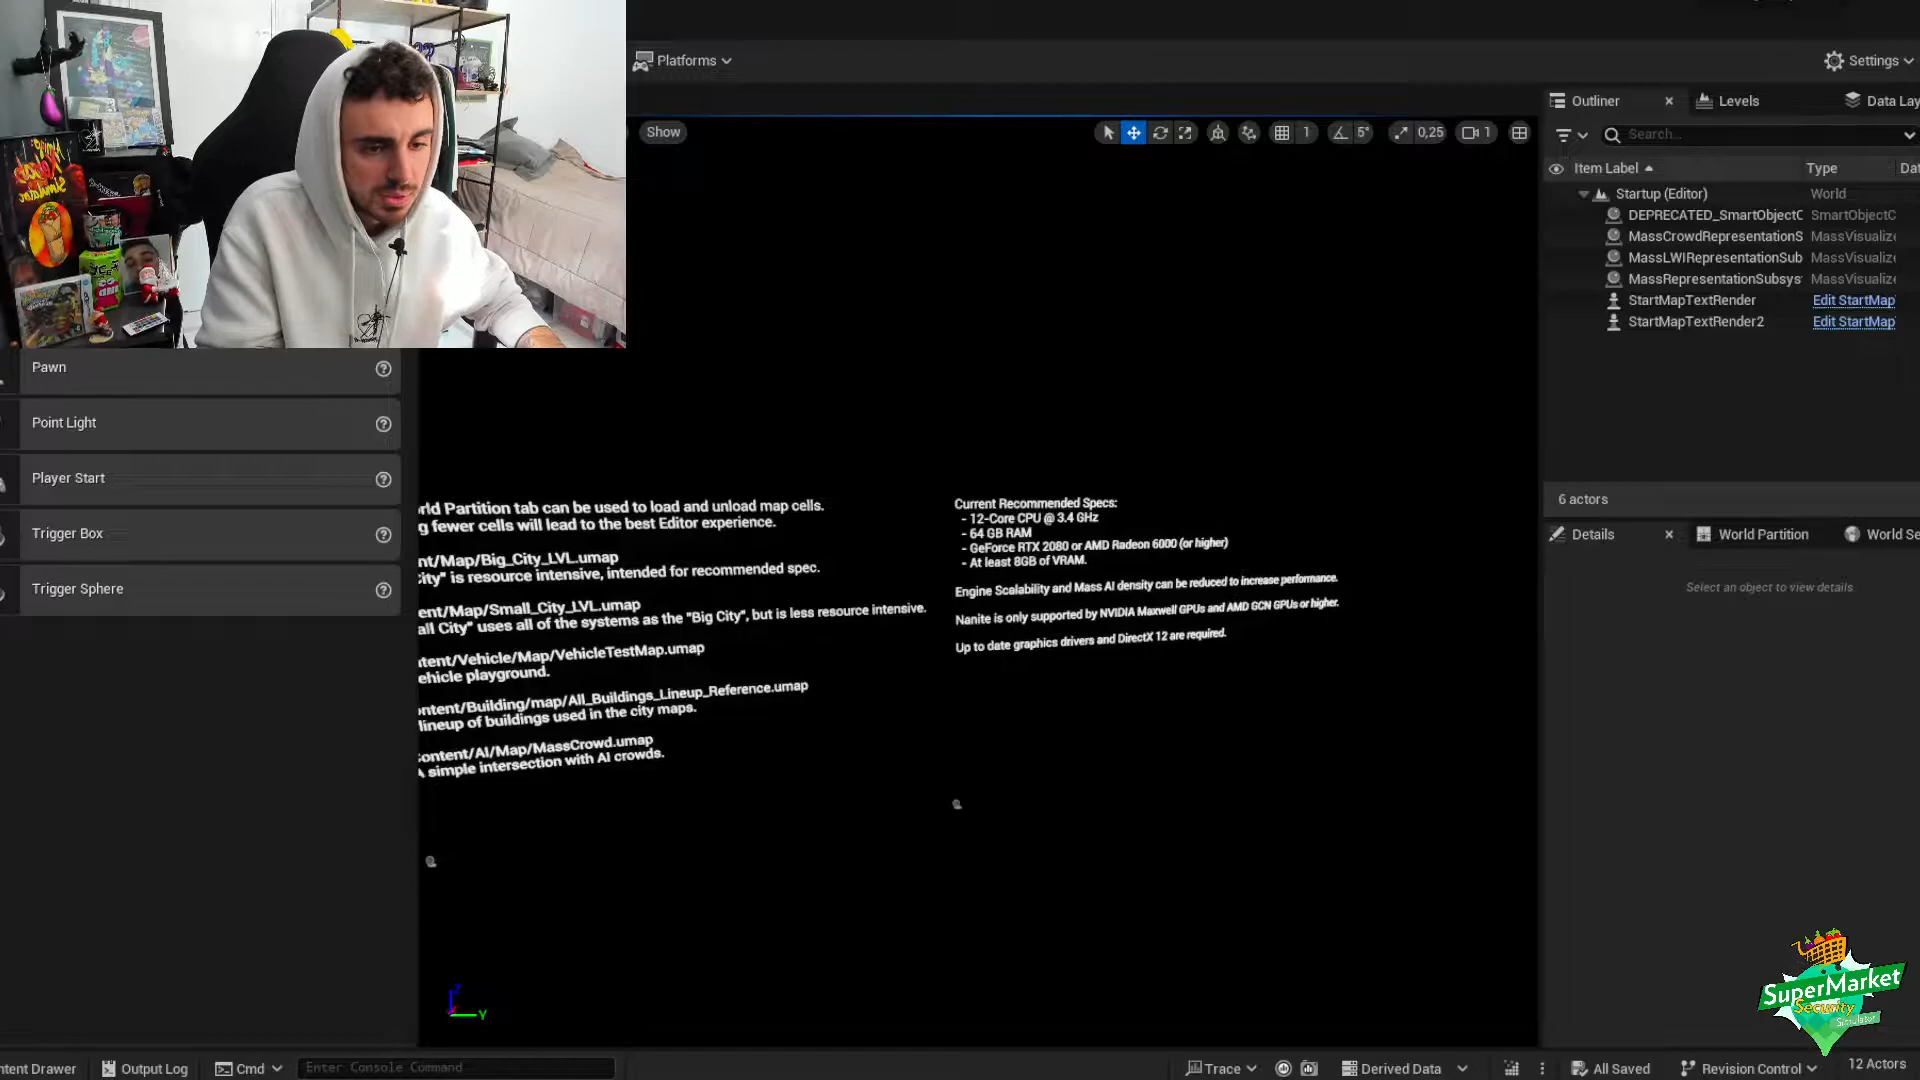 Platforms
Settings
Outliner
Levels
Data Lay
Show
1
5°
0,25
1
Search...
Item Label
Type
Dat
Startup (Editor)
World
DEPRECATED_SmartObjectC
SmartObjectC
MassCrowdRepresentationS
MassVisualize
MassLWIRepresentationSub
MassVisualize
MassRepresentationSubsys
MassVisualize
StartMapTextRender
Edit StartMap
StartMapTextRender2
Edit StartMap
6 actors
Details
World Partition
World Se
Select an object to view details
Pawn
Point Light
Player Start
Trigger Box
Trigger Sphere
rld Partition tab can be used to load and unload map cells.
g fewer cells will lead to the best Editor experience.
nt/Map/Big_City_LVL.umap
ity" is resource intensive, intended for recommended spec.
ent/Map/Small_City_LVL.umap
all City" uses all of the systems as the "Big City", but is less resource intensive.
tent/Vehicle/Map/VehicleTestMap.umap
ehicle playground.
ontent/Building/map/All_Buildings_Lineup_Reference.umap
lineup of buildings used in the city maps.
Content/AI/Map/MassCrowd.umap
A simple intersection with AI crowds.
Current Recommended Specs:
- 12-Core CPU @ 3.4 GHz
- 64 GB RAM
- GeForce RTX 2080 or AMD Radeon 6000 (or higher)
- At least 8GB of VRAM.
Engine Scalability and Mass AI density can be reduced to increase performance.
Nanite is only supported by NVIDIA Maxwell GPUs and AMD GCN GPUs or higher.
Up to date graphics drivers and DirectX 12 are required.
Z
Y
SuperMarket
Security
Simulator
ntent Drawer
Output Log
Cmd
Enter Console Command
Trace
Derived Data
All Saved
Revision Control
12 Actors